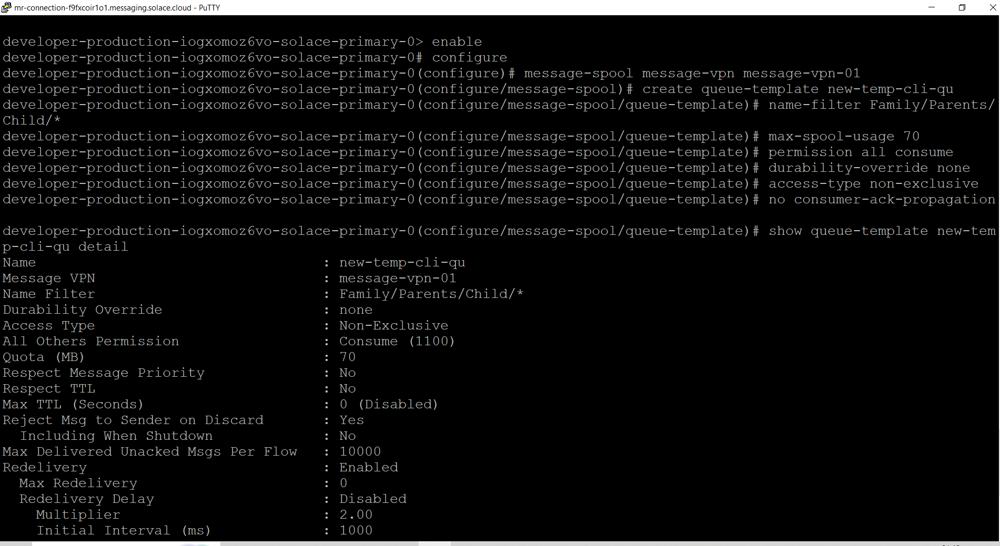 mr-connection-f9fxcoir1o1.messaging.solace.cloud - PuTTY
developer-production-iogxomoz6vo-solace-primary-0> enable
developer-production-iogxomoz6vo-solace-primary-0# configure
developer-production-iogxomoz6vo-solace-primary-0(configure)# message-spool message-vpn message-vpn-01
developer-production-iogxomoz6vo-solace-primary-0(configure/message-spool)# create queue-template new-temp-cli-qu
developer-production-iogxomoz6vo-solace-primary-0(configure/message-spool/queue-template)# name-filter Family/Parents/
Child/*
developer-production-iogxomoz6vo-solace-primary-0(configure/message-spool/queue-template)# max-spool-usage 70
developer-production-iogxomoz6vo-solace-primary-0(configure/message-spool/queue-template)# permission all consume
developer-production-iogxomoz6vo-solace-primary-0(configure/message-spool/queue-template)# durability-override none
developer-production-iogxomoz6vo-solace-primary-0(configure/message-spool/queue-template)# access-type non-exclusive
developer-production-iogxomoz6vo-solace-primary-0(configure/message-spool/queue-template)# no consumer-ack-propagation
developer-production-iogxomoz6vo-solace-primary-0(configure/message-spool/queue-template)# show queue-template new-tem
p-cli-qu detail
Name : new-temp-cli-qu
Message VPN : message-vpn-01
Name Filter : Family/Parents/Child/*
Durability Override : none
Access Type : Non-Exclusive
All Others Permission : Consume (1100)
Quota (MB) : 70
Respect Message Priority : No
Respect TTL : No
Max TTL (Seconds) : 0 (Disabled)
Reject Msg to Sender on Discard : Yes
Including When Shutdown : No
Max Delivered Unacked Msgs Per Flow : 10000
Redelivery : Enabled
Max Redelivery : 0
Redelivery Delay : Disabled
Multiplier : 2.00
Initial Interval (ms) : 1000